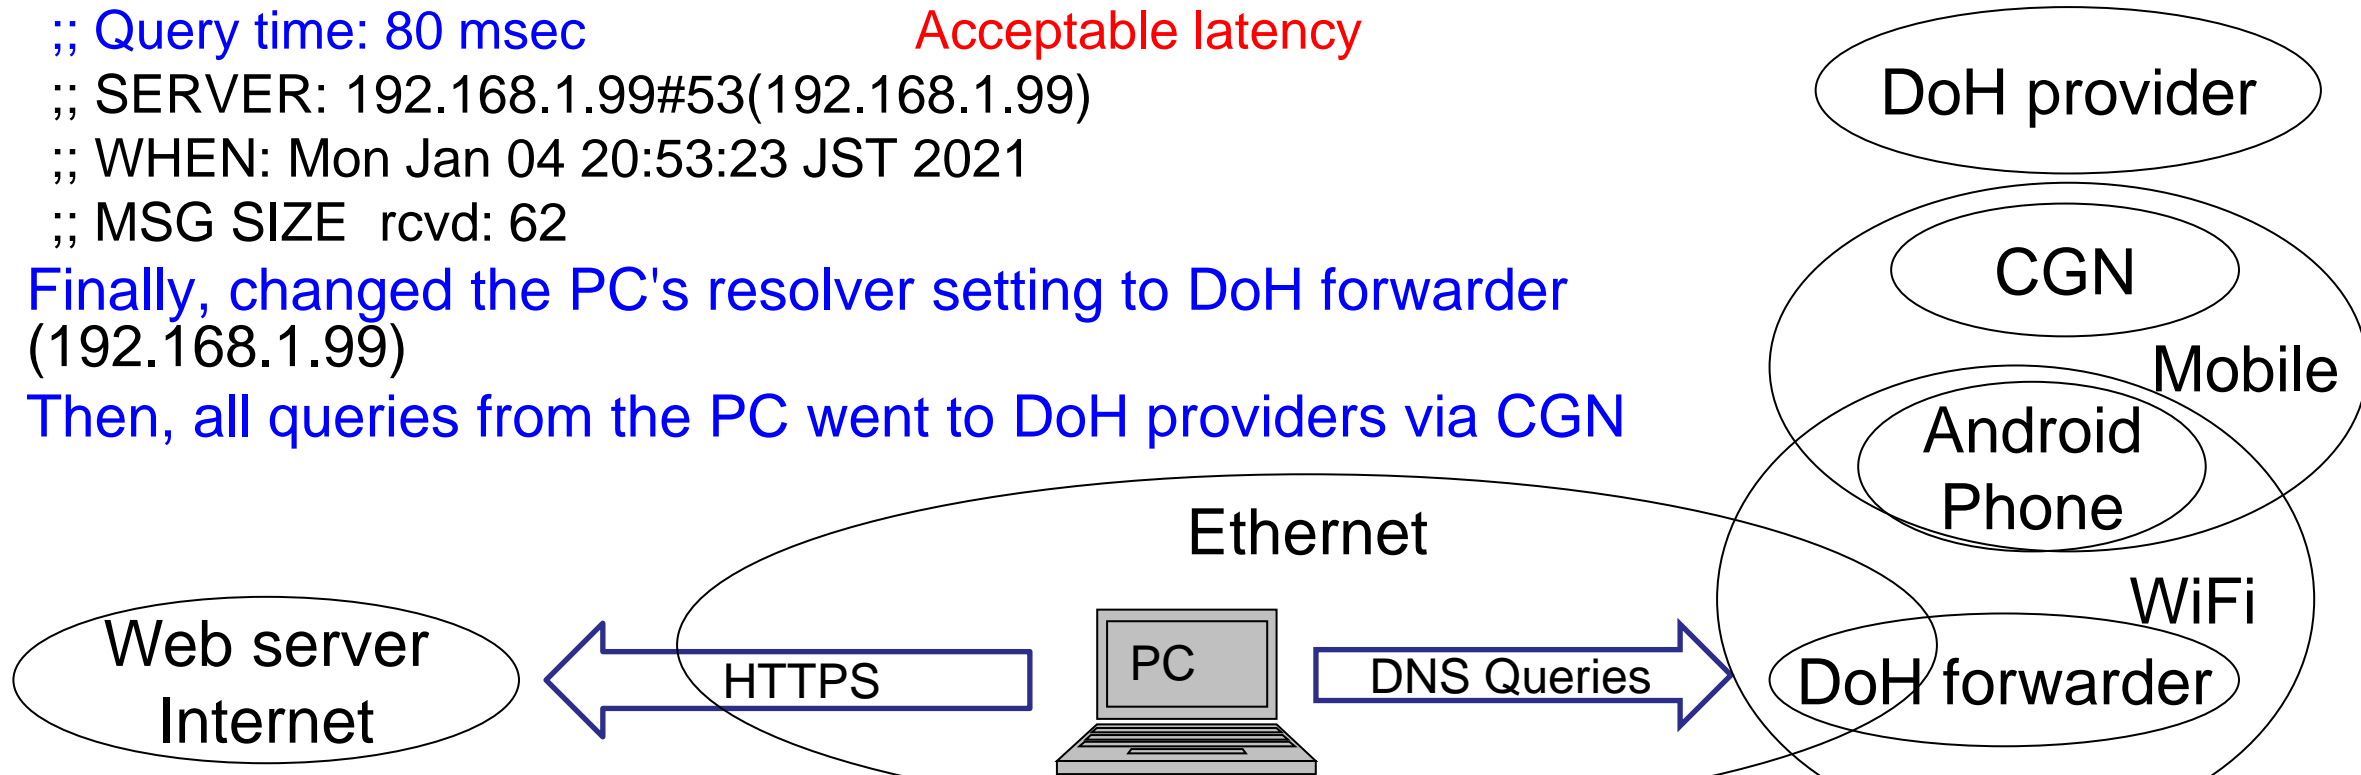 ;; Query time: 80 msec Acceptable latency
;; SERVER: 192.168.1.99#53(192.168.1.99)
;; WHEN: Mon Jan 04 20:53:23 JST 2021
;; MSG SIZE rcvd: 62
Finally, changed the PC's resolver setting to DoH forwarder
(192.168.1.99)
Then, all queries from the PC went to DoH providers via CGN
DoH provider
CGN
Mobile
Android
Phone
Ethernet
WiFi
Web server
Internet
HTTPS
PC
DNS Queries
DoH forwarder